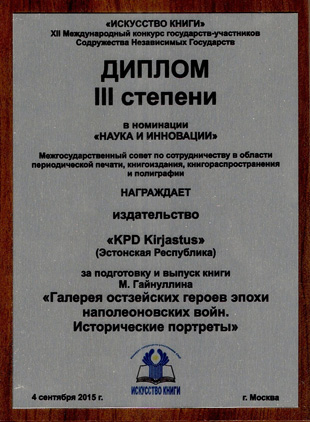 «ИСКУССТВО КНИГИ»
XII Международный конкурс государств-участников
Содружества Независимых Государств
ДИПЛОМ
III степени
в номинации
«НАУКА И ИННОВАЦИИ»
Межгосударственный совет по сотрудничеству в области
периодической печати, книгоиздания, книгораспространения
и полиграфии
НАГРАЖДАЕТ
издательство
«KPD Kirjastus»
(Эстонская Республика)
за подготовку и выпуск книги
М. Гайнуллина
«Галерея остзейских героев эпохи
наполеоновских войн.
Исторические портреты»
ИСКУССТВО КНИГИ
4 сентября 2015 г.
г. Москва